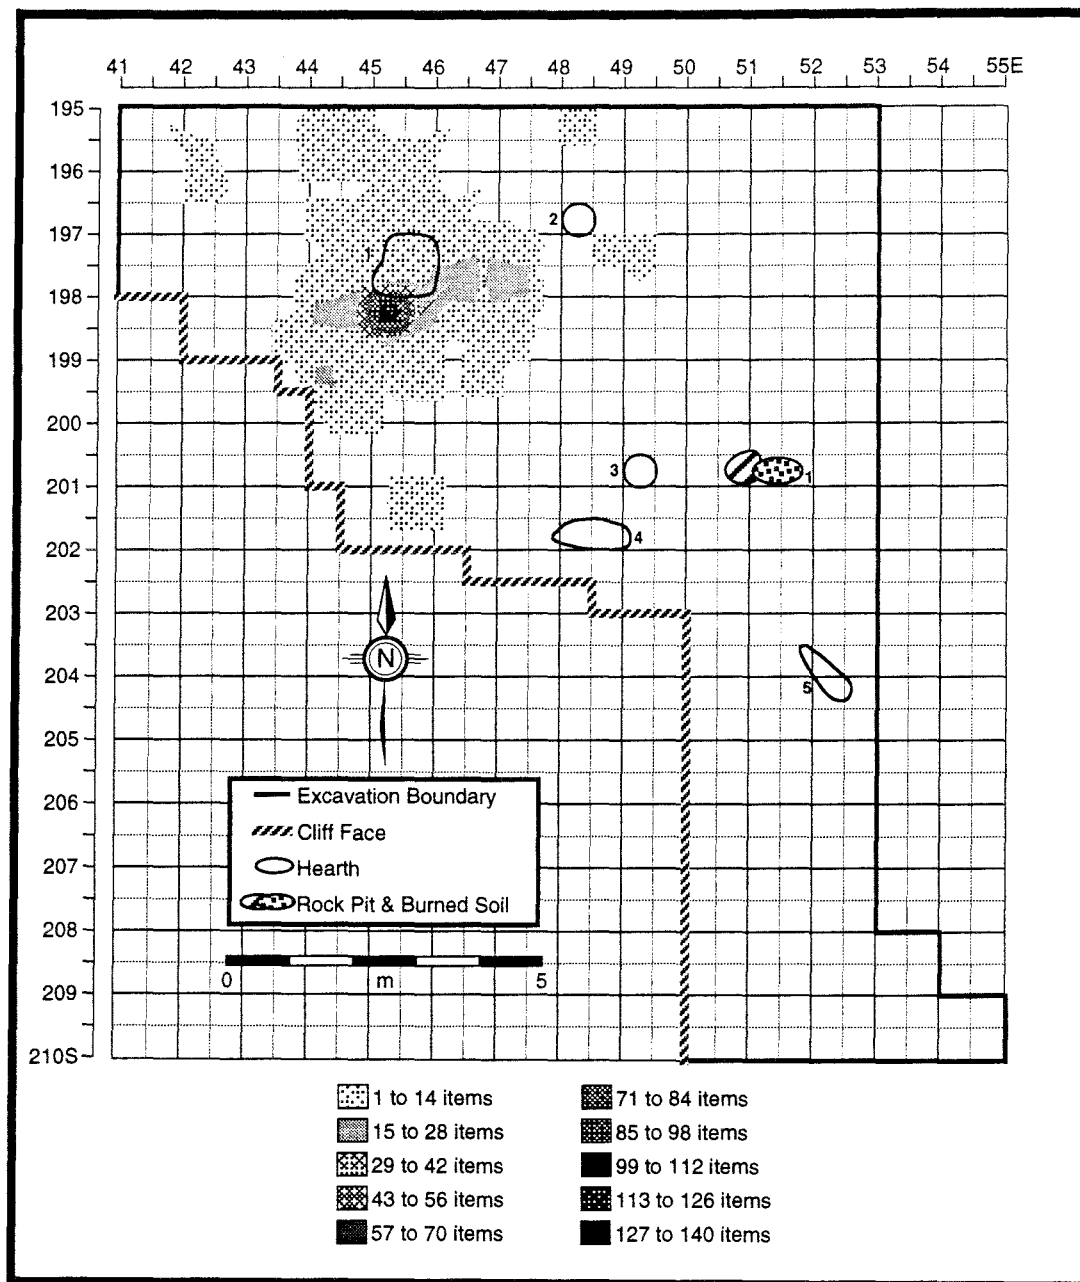 41 42 43 44 45 46 47 48 49 50 51 52 53 54 55E
195
196
197
198
199
200
201
202
203
204
205
206
207
208
209
210S
1
2
3
1
4
5
N
Excavation Boundary
Cliff Face
Hearth
Rock Pit & Burned Soil
0 m 5
1 to 14 items
15 to 28 items
29 to 42 items
43 to 56 items
57 to 70 items
71 to 84 items
85 to 98 items
99 to 112 items
113 to 126 items
127 to 140 items